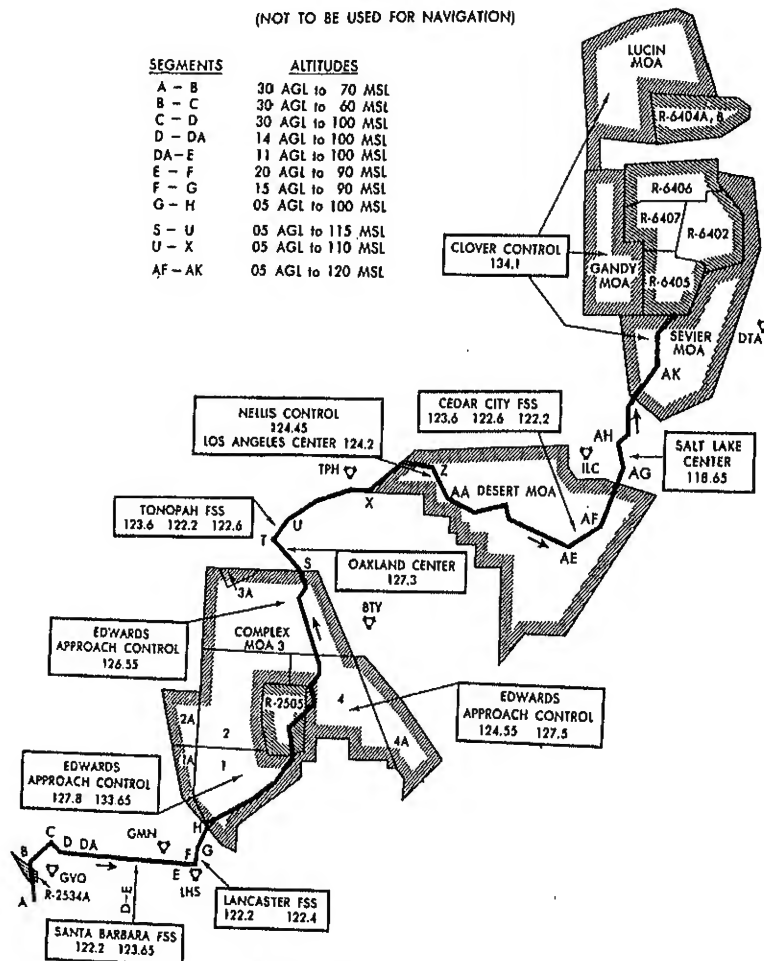 (NOT TO BE USED FOR NAVIGATION)
SEGMENTS ALTITUDES
A - B 30 AGL to 70 MSL
B - C 30 AGL to 60 MSL
C - D 30 AGL to 100 MSL
D - DA 14 AGL to 100 MSL
DA - E 11 AGL to 100 MSL
E - F 20 AGL to 90 MSL
F - G 15 AGL to 90 MSL
G - H 05 AGL to 100 MSL
S - U 05 AGL to 115 MSL
U - X 05 AGL to 110 MSL
AF - AK 05 AGL to 120 MSL
LUCIN
MOA
R-6404A, B
R-6406
R-6407
R-6402
CLOVER CONTROL
134.1
GANDY
MOA
R-6405
SEVIER
MOA
DTA
AK
NELLIS CONTROL
124.45
LOS ANGELES CENTER 124.2
CEDAR CITY FSS
123.6 122.6 122.2
AH
ILC
SALT LAKE
CENTER
118.65
TPH
Z
X
AA
DESERT MOA
AG
AF
AE
TONOPAH FSS
123.6 122.2 122.6
U
T
OAKLAND CENTER
127.3
S
3A
BTY
EDWARDS
APPROACH CONTROL
126.55
COMPLEX
MOA 3
R-2505
4
4A
EDWARDS
APPROACH CONTROL
124.55 127.5
2A
2
1A
1
EDWARDS
APPROACH CONTROL
127.8 133.65
H
C
D DA
GMN
F
G
B
E
GVO
LHS
R-2534A
A
D-E
LANCASTER FSS
122.2 122.4
SANTA BARBARA FSS
122.2 123.65